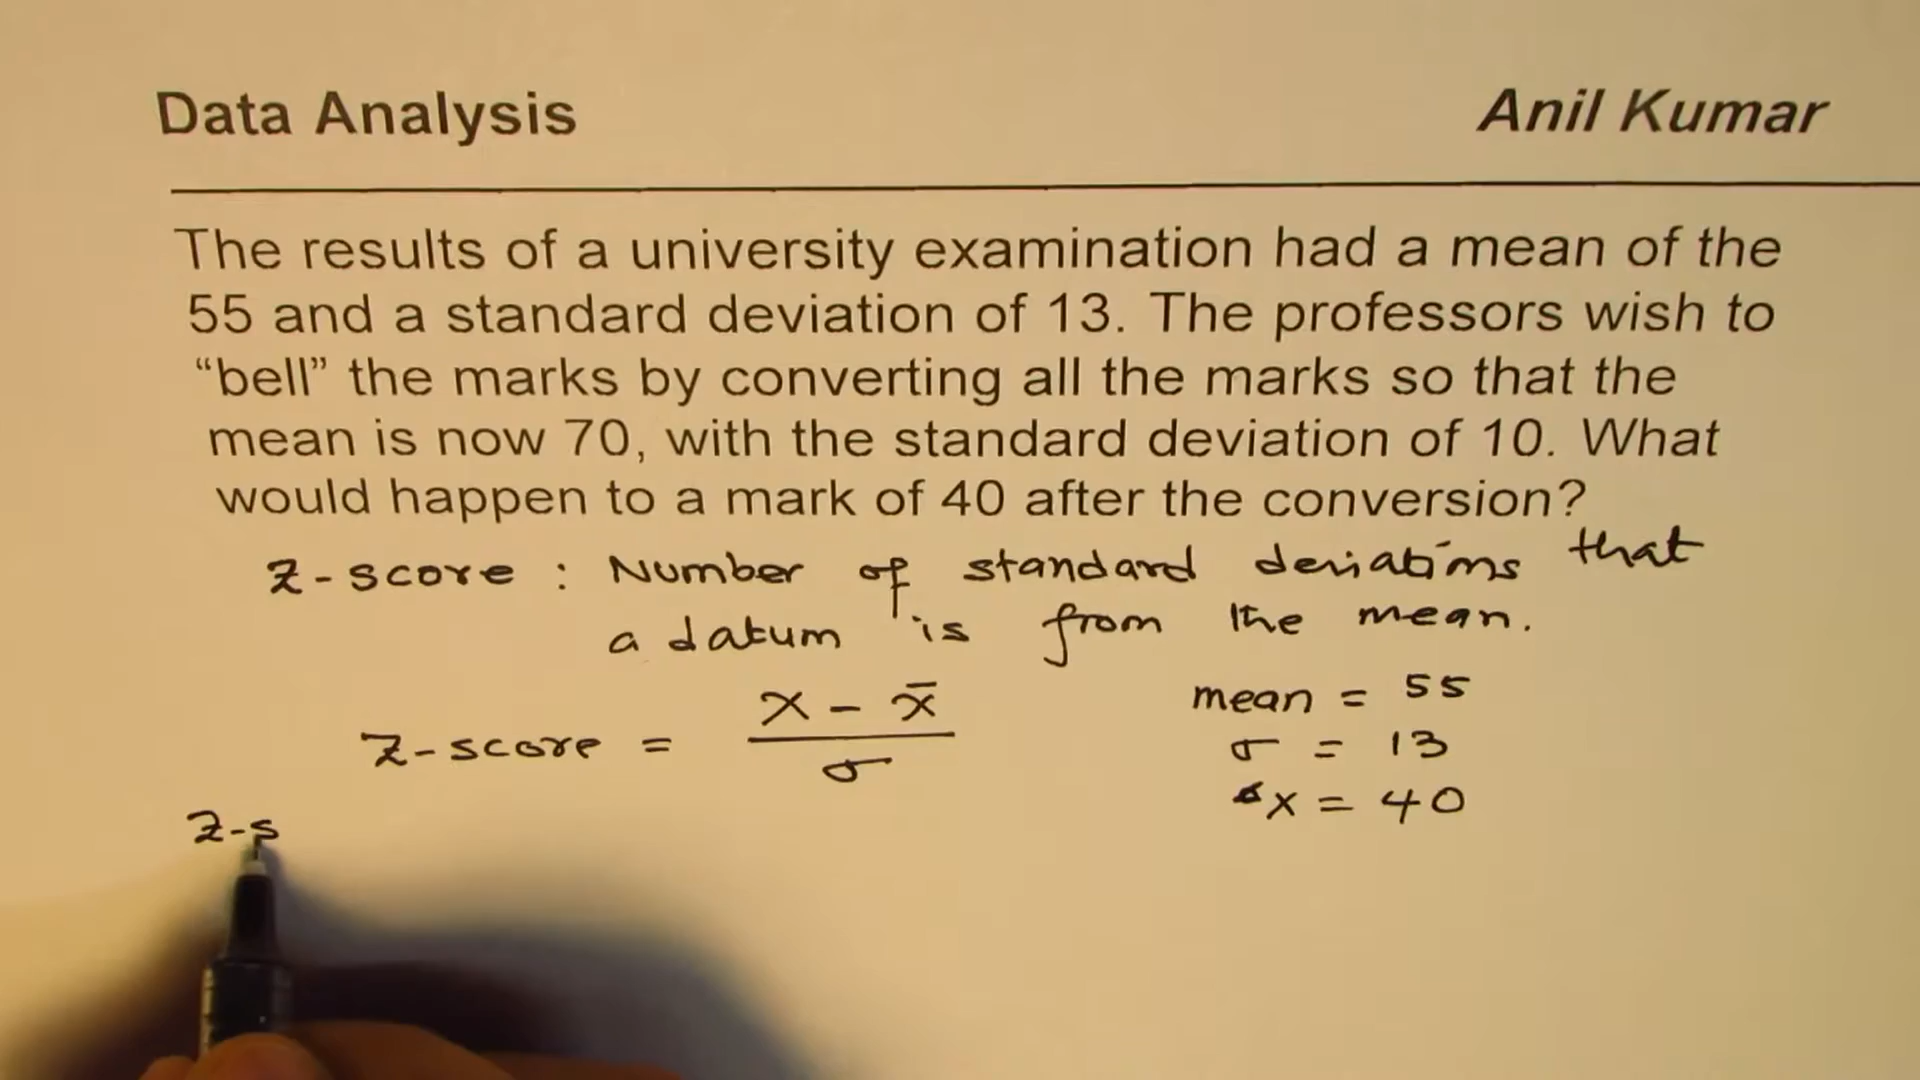 Data Analysis
Anil Kumar
The results of a university examination had a mean of the
55 and a standard deviation of 13. The professors wish to
“bell” the marks by converting all the marks so that the
mean is now 70, with the standard deviation of 10. What
would happen to a mark of 40 after the conversion?
z-score : Number of standard deviations that
a datum is from the mean.
z-score = (x - x̄) / σ
mean = 55
σ = 13
x = 40
z-s